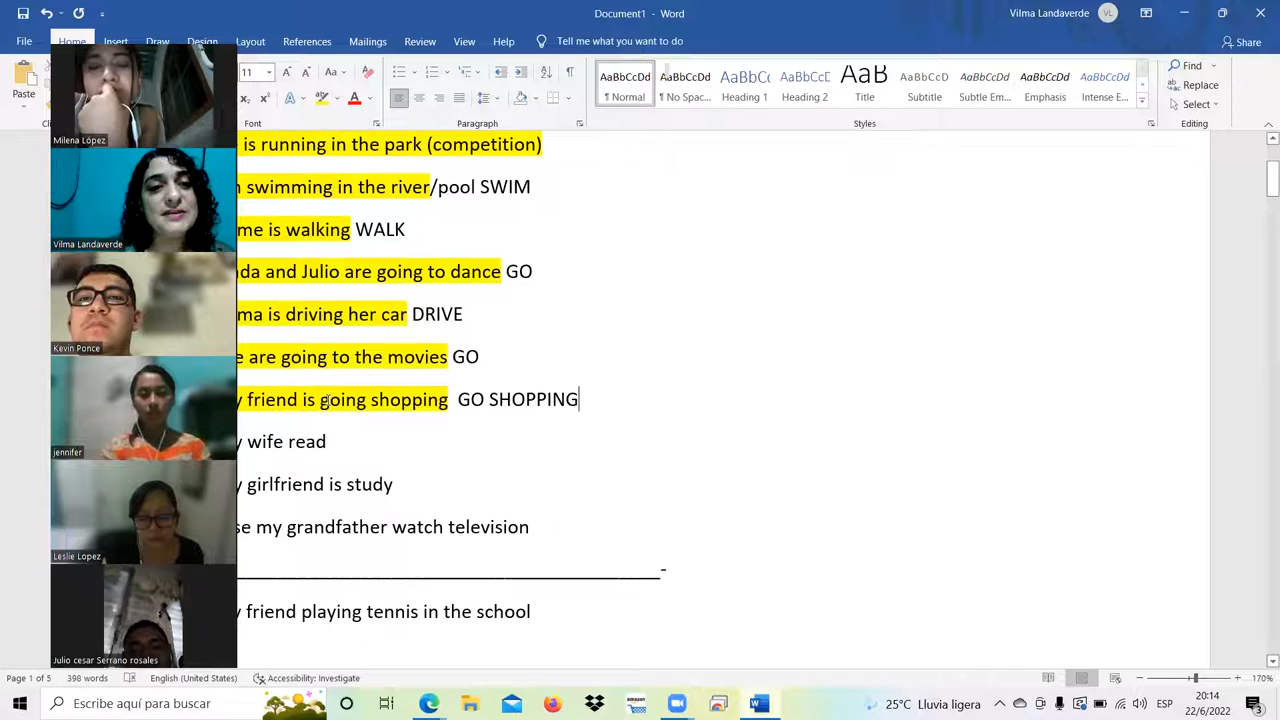 Vilma Landaverde VL
Home Draw Design Mailings Review View Help Tell me what you want to do
Share
Paste
11 A A Aa
x² A
AaBbCcDd AaBbCcDd AaBbCc AaBbCcC AaB AaBbCcD AaBbCcDd AaBbCcDd AaBbCcDd
¶ Normal ¶ No Spac... Heading 1 Heading 2 Title Subtitle Subtle Em... Emphasis Intense E...
Find
Replace
Select
Font Paragraph Styles Editing
is running in the park (competition)
swimming in the river/pool SWIM
me is walking WALK
da and Julio are going to dance GO
ma is driving her car DRIVE
e are going to the movies GO
y friend is going shopping GO SHOPPING
y wife read
y girlfriend is study
se my grandfather watch television
y friend playing tennis in the school
Milena López
Vilma Landaverde
Kevin Ponce
jennifer
Leslie Lopez
Julio cesar Serrano rosales
Page 1 of 5 398 words English (United States) Accessibility: Investigate 170%
Escribe aquí para buscar
amazon
25°C Lluvia ligera ESP 20:14
22/6/2022
3